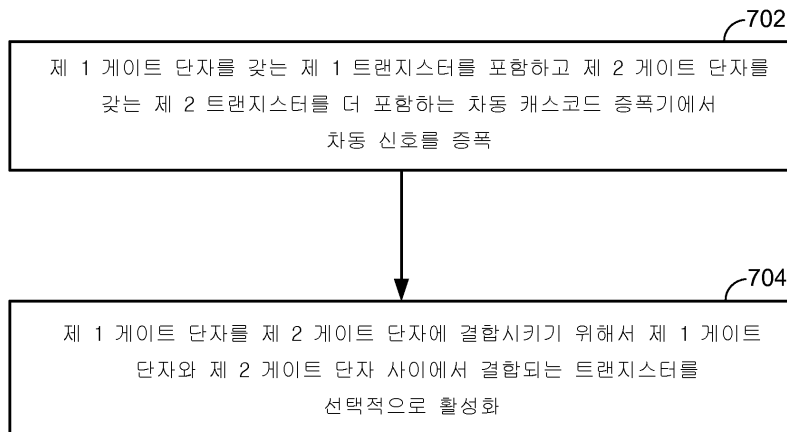 702
제 1 게이트 단자를 갖는 제 1 트랜지스터를 포함하고 제 2 게이트 단자를
갖는 제 2 트랜지스터를 더 포함하는 차동 캐스코드 증폭기에서
차동 신호를 증폭
704
제 1 게이트 단자를 제 2 게이트 단자에 결합시키기 위해서 제 1 게이트
단자와 제 2 게이트 단자 사이에서 결합되는 트랜지스터를
선택적으로 활성화